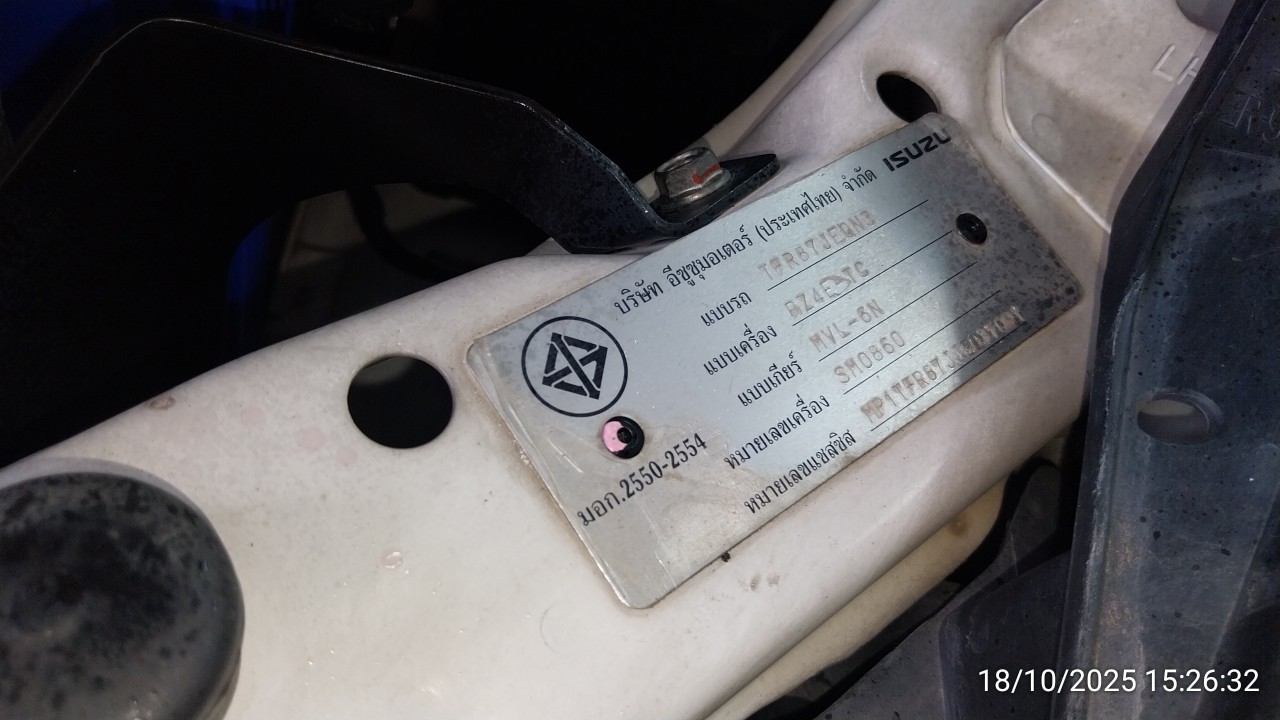 บริษัท อีซูซุมอเตอร์ (ประเทศไทย) จำกัด ISUZU
แบบรถ TFR87JEQN3
แบบเครื่อง RZ4E-TC
แบบเกียร์ MVL-6N
หมายเลขเครื่อง SM0860
หมายเลขแชสซิส
มอก.2550-2554
LH
18/10/2025 15:26:32